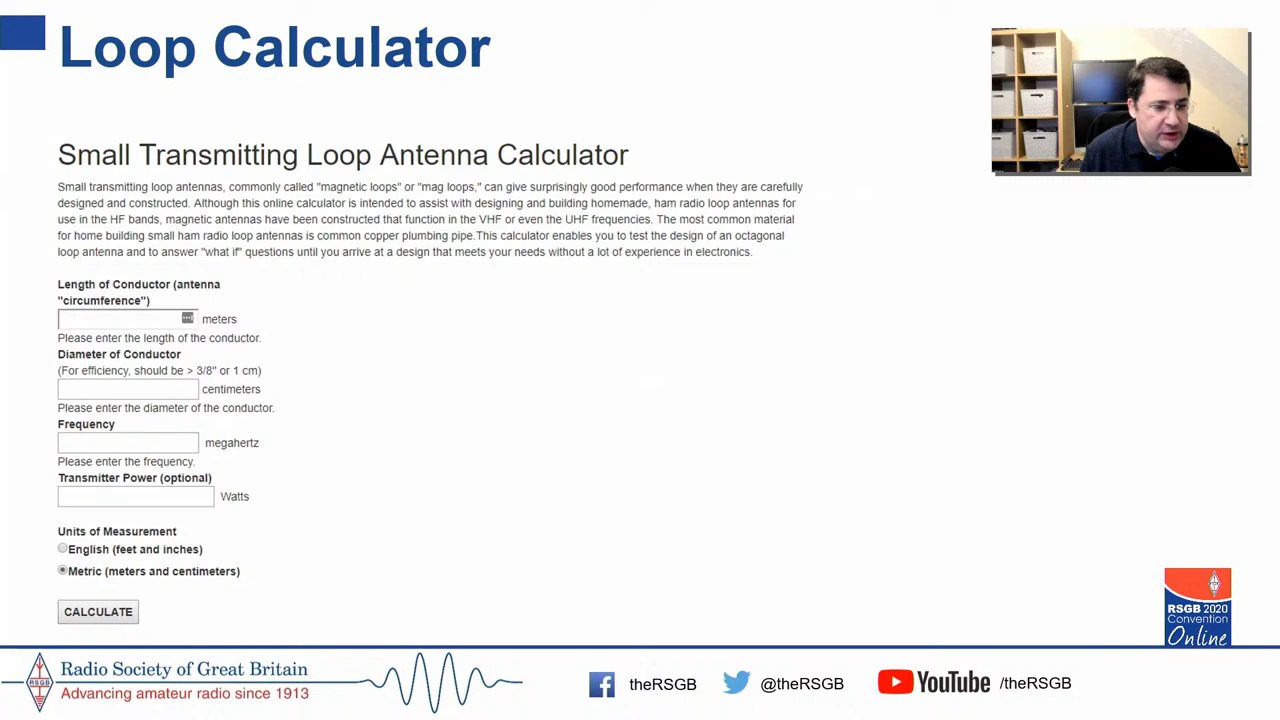 Loop Calculator
Small Transmitting Loop Antenna Calculator
Small transmitting loop antennas, commonly called "magnetic loops" or "mag loops," can give surprisingly good performance when they are carefully
designed and constructed. Although this online calculator is intended to assist with designing and building homemade, ham radio loop antennas for
use in the HF bands, magnetic antennas have been constructed that function in the VHF or even the UHF frequencies. The most common material
for home building small ham radio loop antennas is common copper plumbing pipe.This calculator enables you to test the design of an octagonal
loop antenna and to answer "what if" questions until you arrive at a design that meets your needs without a lot of experience in electronics.
Length of Conductor (antenna
"circumference")
meters
Please enter the length of the conductor.
Diameter of Conductor
(For efficiency, should be > 3/8" or 1 cm)
centimeters
Please enter the diameter of the conductor.
Frequency
megahertz
Please enter the frequency.
Transmitter Power (optional)
Watts
Units of Measurement
English (feet and inches)
Metric (meters and centimeters)
CALCULATE
RSGB 2020
Convention
Online
RSGB
Radio Society of Great Britain
Advancing amateur radio since 1913
theRSGB
@theRSGB
YouTube /theRSGB